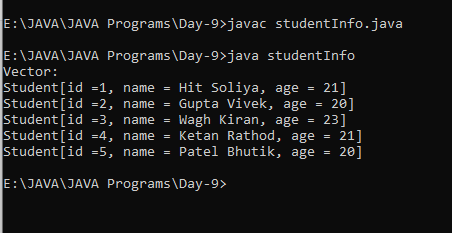 E:\JAVA\JAVA Programs\Day-9>javac studentInfo.java
E:\JAVA\JAVA Programs\Day-9>java studentInfo
Vector:
Student[id =1, name = Hit Soliya, age = 21]
Student[id =2, name = Gupta Vivek, age = 20]
Student[id =3, name = Wagh Kiran, age = 23]
Student[id =4, name = Ketan Rathod, age = 21]
Student[id =5, name = Patel Bhutik, age = 20]
E:\JAVA\JAVA Programs\Day-9>